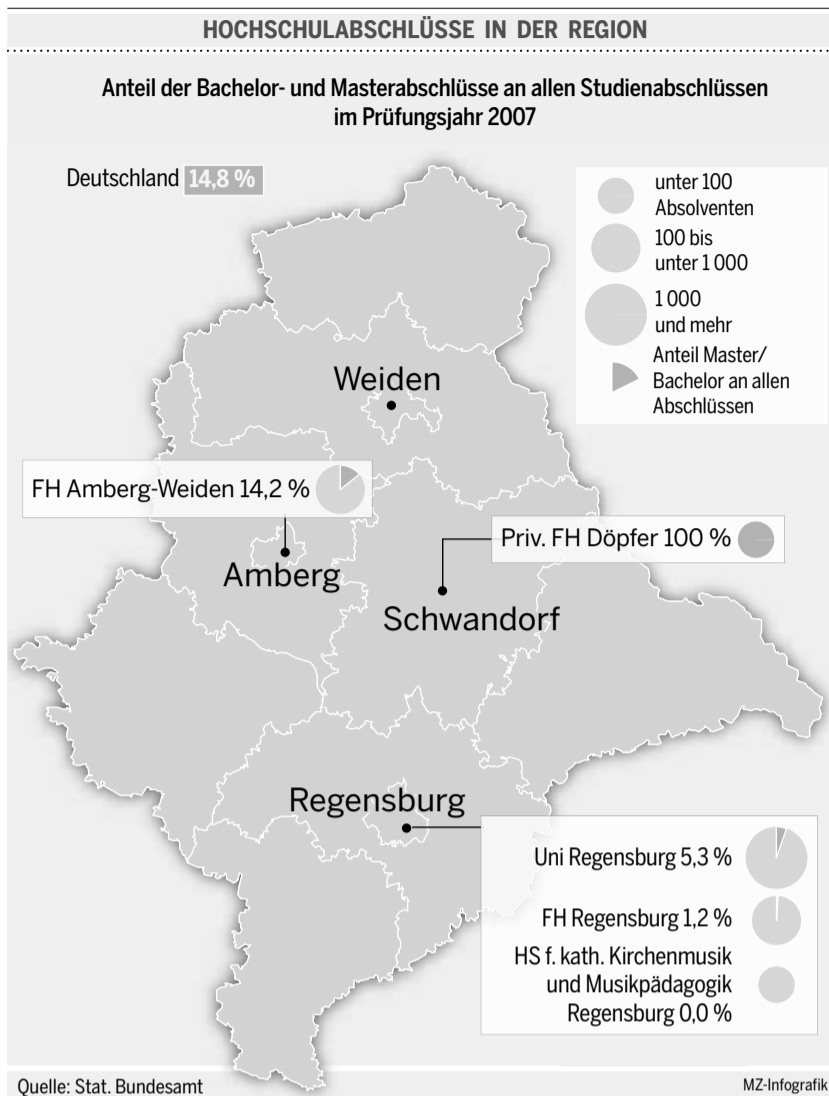 HOCHSCHULABSCHLÜSSE IN DER REGION
Anteil der Bachelor- und Masterabschlüsse an allen Studienabschlüssen
im Prüfungsjahr 2007
Deutschland 14,8 %
unter 100
Absolventen
100 bis
unter 1 000
1 000
und mehr
Anteil Master/
Bachelor an allen
Abschlüssen
Weiden
FH Amberg-Weiden 14,2 %
Priv. FH Döpfer 100 %
Amberg
Schwandorf
Regensburg
Uni Regensburg 5,3 %
FH Regensburg 1,2 %
HS f. kath. Kirchenmusik
und Musikpädagogik
Regensburg 0,0 %
Quelle: Stat. Bundesamt
MZ-Infografik